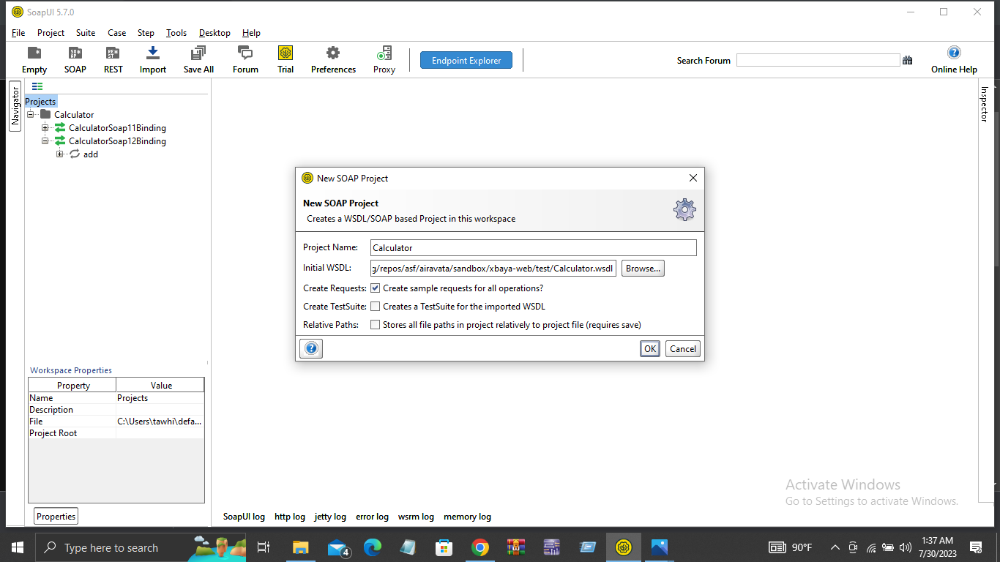 SoapUI 5.7.0
File Project Suite Case Step Tools Desktop Help
Empty SOAP REST Import Save All Forum Trial Preferences Proxy Endpoint Explorer Search Forum Online Help
Navigator
Inspector
Projects
Calculator
CalculatorSoap11Binding
CalculatorSoap12Binding
add
New SOAP Project
New SOAP Project
Creates a WSDL/SOAP based Project in this workspace
Project Name: Calculator
Initial WSDL: g/repos/asf/airavata/sandbox/xbaya-web/test/Calculator.wsdl Browse...
Create Requests: Create sample requests for all operations?
Create TestSuite: Creates a TestSuite for the imported WSDL
Relative Paths: Stores all file paths in project relatively to project file (requires save)
OK Cancel
Workspace Properties
Property Value
Name Projects
Description
File C:\Users\tawhi\defa...
Project Root
Activate Windows
Go to Settings to activate Windows.
Properties
SoapUI log http log jetty log error log wsrm log memory log
Type here to search
4
90°F
1:37 AM
7/30/2023